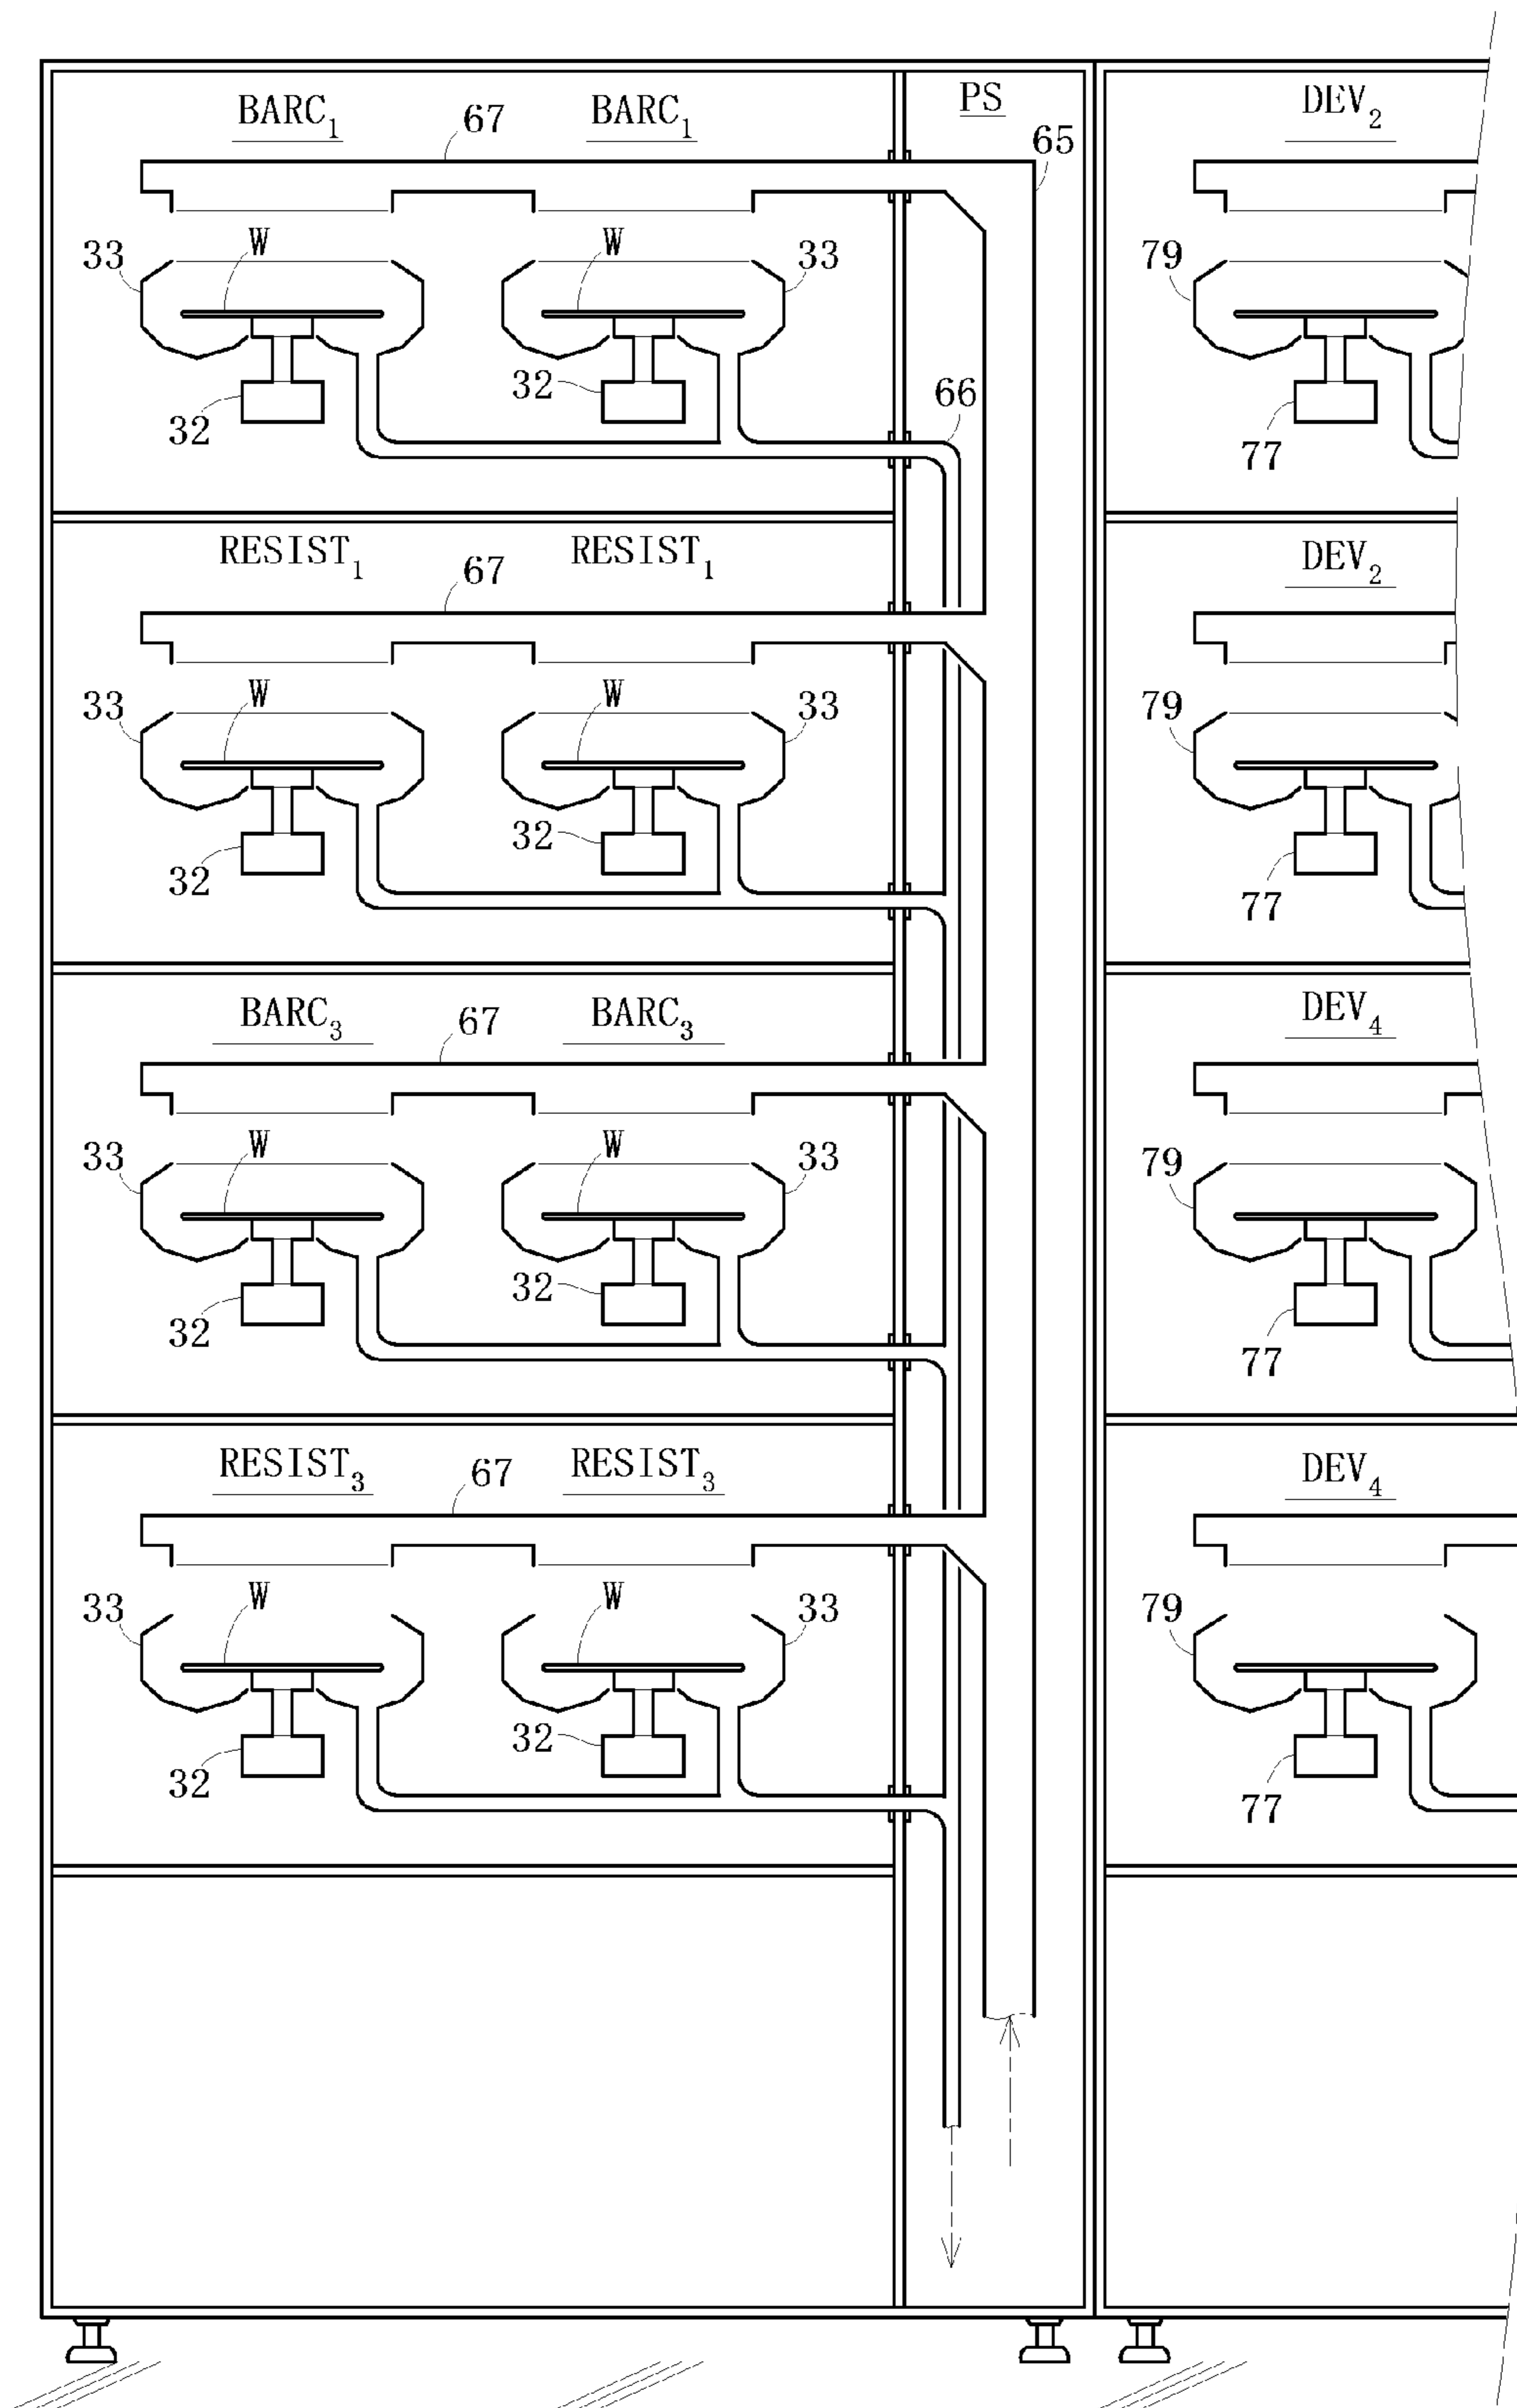 BARC₁ 67 BARC₁ PS DEV₂
65
33 W W 33 79
32 32 66 77
RESIST₁ 67 RESIST₁ DEV₂
33 W W 33 79
32 32 77
BARC₃ 67 BARC₃ DEV₄
33 W W 33 79
32 32 77
RESIST₃ 67 RESIST₃ DEV₄
33 W W 33 79
32 32 77